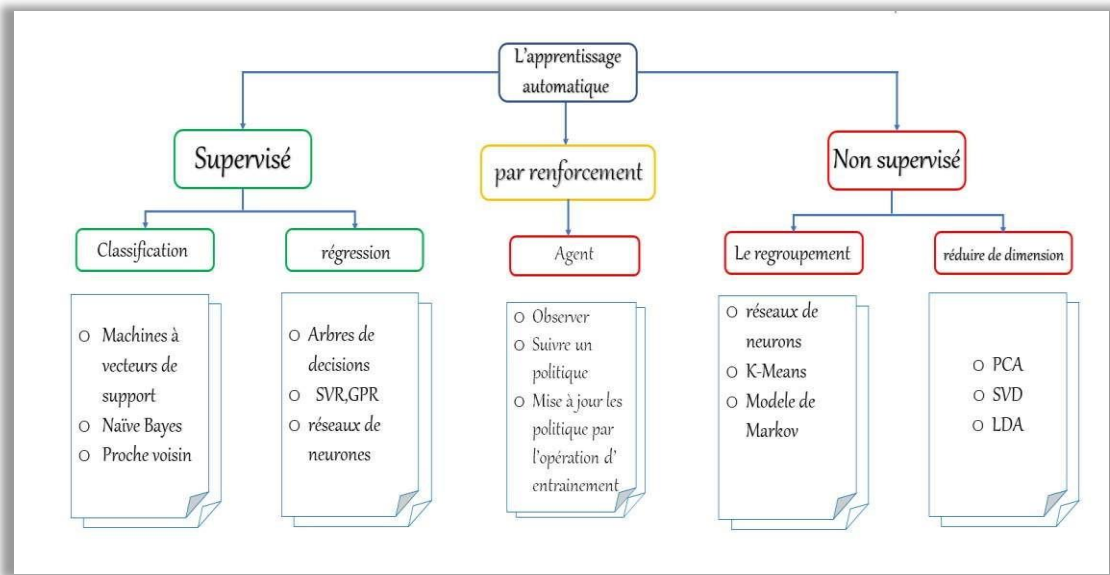 L'apprentissage
automatique
Supervisé
par renforcement
Non supervisé
Classification
régression
Agent
Le regroupement
réduire de dimension
O Machines à
vecteurs de
support
O Naïve Bayes
O Proche voisin
O Arbres de
decisions
O SVR,GPR
O réseaux de
neurones
O Observer
O Suivre un
politique
O Mise à jour les
politique par
l'opération d'
entrainement
O réseaux de
neurons
O K-Means
O Modele de
Markov
O PCA
O SVD
O LDA